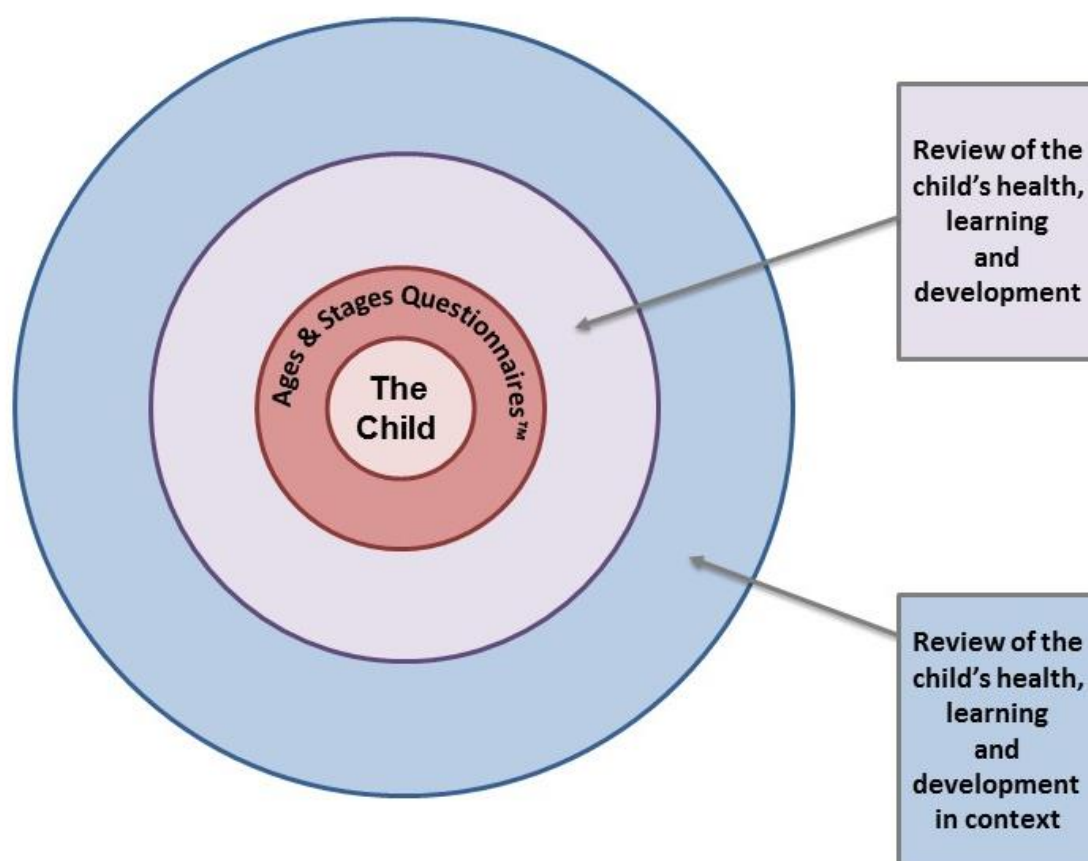 Ages & Stages Questionnaires™
The
Child
Review of the
child’s health,
learning
and
development
Review of the
child’s health,
learning
and
development
in context